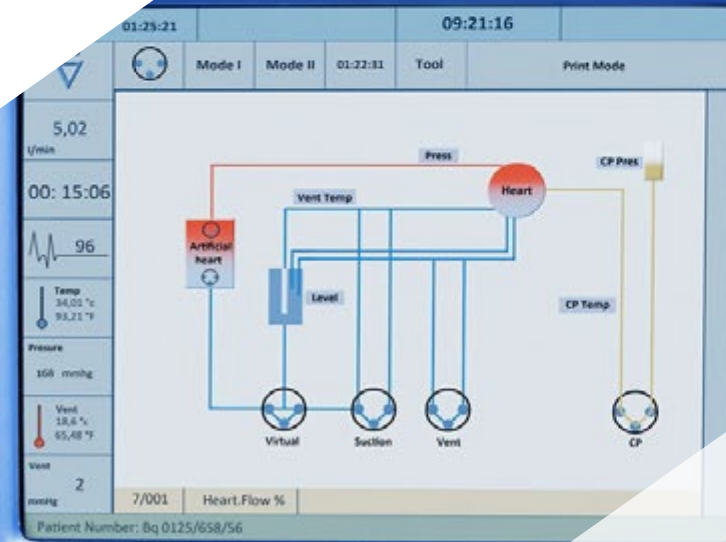 01:25:21
09:21:16
Mode I
Mode II
01:22:31
Tool
Print Mode
5,02
l/min
00: 15:06
96
Temp
34,01 °c
93,21 °F
Presure
168 mmhg
Vent
18,6 °c
65,48 °F
Vent
2
mmHg
Press
CP Pres
Heart
Vent Temp
Artificial
heart
Level
CP Temp
Virtual
Suction
Vent
CP
7/001
Heart.Flow %
Patient Number: Bq 0125/658/56